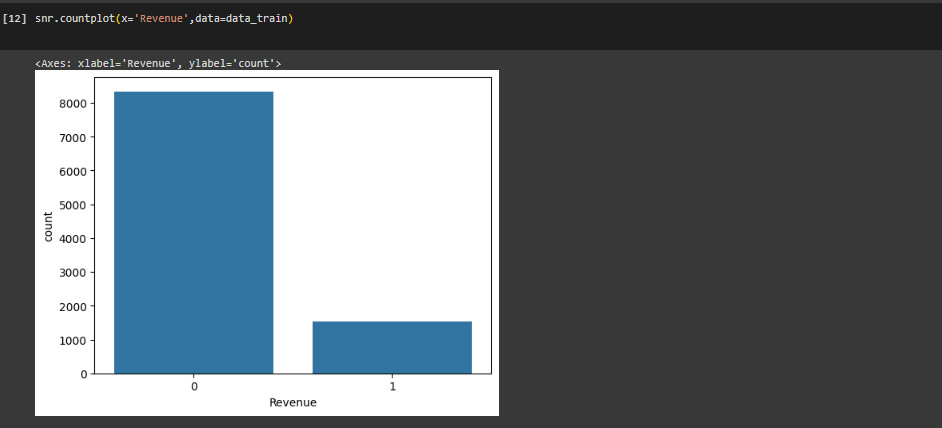 [12] snr.countplot(x='Revenue',data=data_train)
<Axes: xlabel='Revenue', ylabel='count'>
8000
7000
6000
5000
4000
3000
2000
1000
0
count
0 1
Revenue